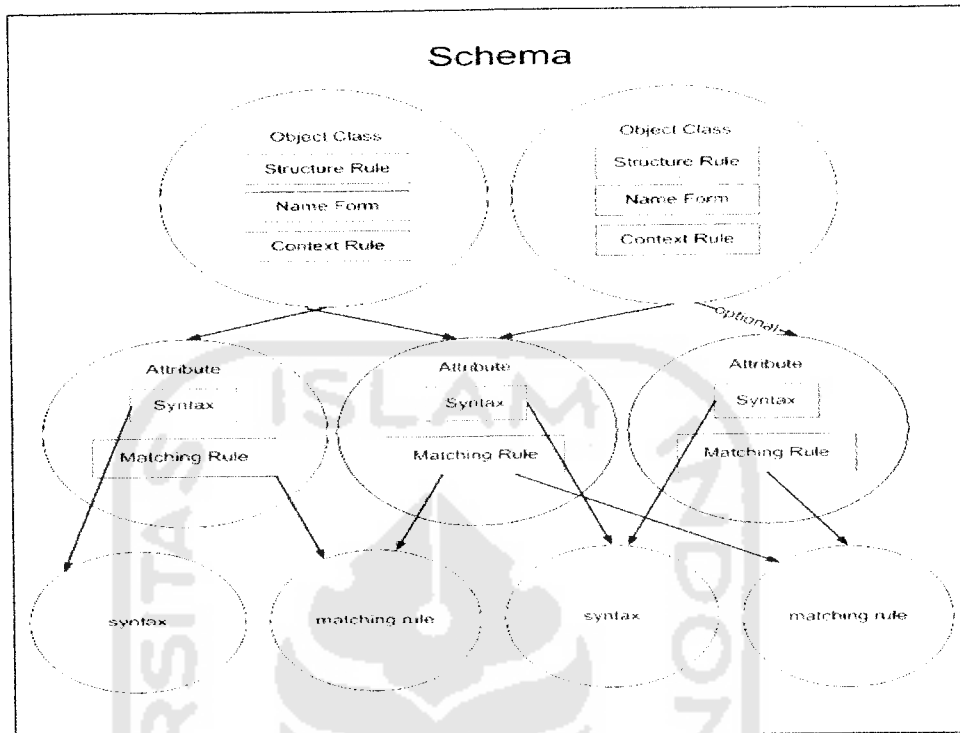 Schema
Object Class
Structure Rule
Name Form
Context Rule
Object Class
Structure Rule
Name Form
Context Rule
optional
Attribute
Syntax
Matching Rule
Attribute
Syntax
Matching Rule
Attribute
Syntax
Matching Rule
syntax
matching rule
syntax
matching rule
ISLAM